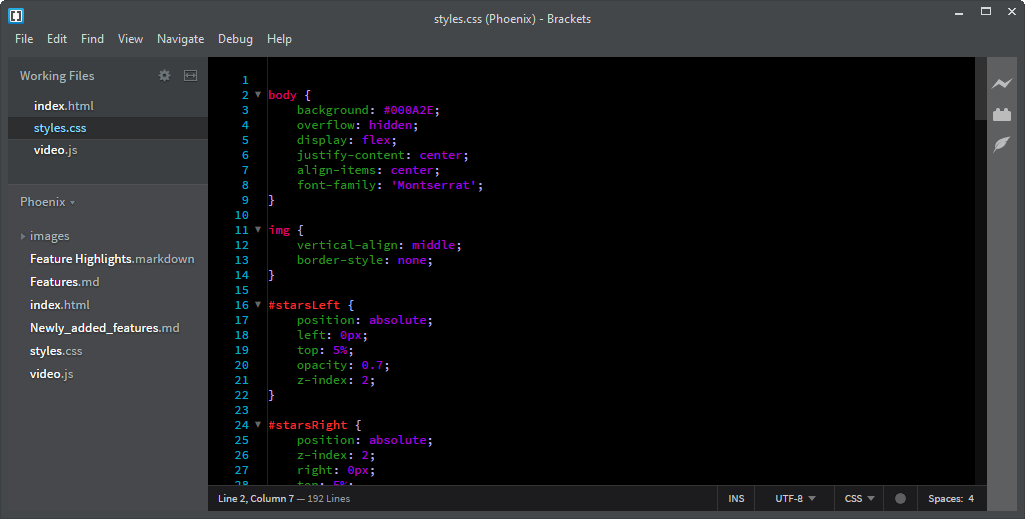 styles.css (Phoenix) - Brackets
File Edit Find View Navigate Debug Help
Working Files
index.html
styles.css
video.js
Phoenix
images
Feature Highlights.markdown
Features.md
index.html
Newly_added_features.md
styles.css
video.js
1
2 body {
3     background: #000A2E;
4     overflow: hidden;
5     display: flex;
6     justify-content: center;
7     align-items: center;
8     font-family: 'Montserrat';
9 }
10
11 img {
12     vertical-align: middle;
13     border-style: none;
14 }
15
16 #starsLeft {
17     position: absolute;
18     left: 0px;
19     top: 5%;
20     opacity: 0.7;
21     z-index: 2;
22 }
23
24 #starsRight {
25     position: absolute;
26     z-index: 2;
27     right: 0px;
28     top: 5%;
Line 2, Column 7 — 192 Lines INS UTF-8 CSS Spaces: 4